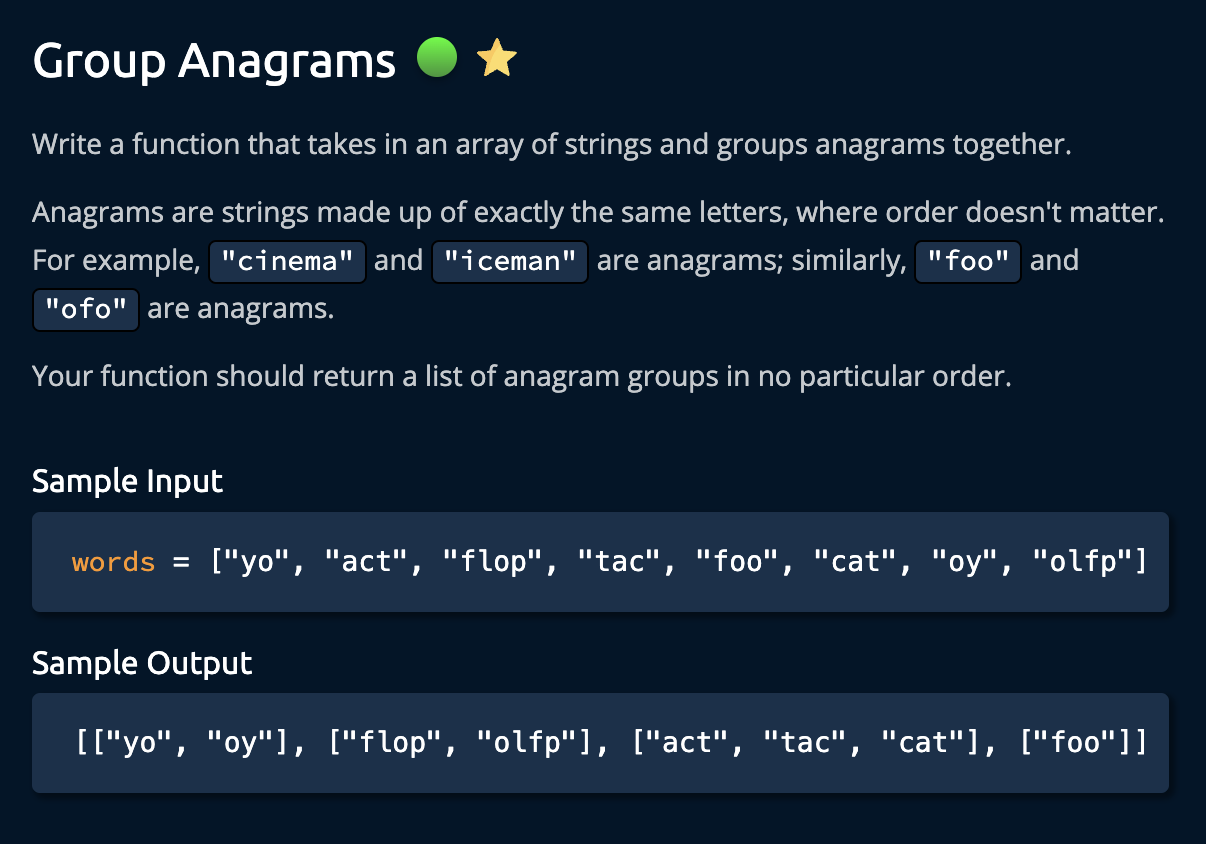 Group Anagrams
Write a function that takes in an array of strings and groups anagrams together.
Anagrams are strings made up of exactly the same letters, where order doesn't matter.
For example, "cinema" and "iceman" are anagrams; similarly, "foo" and
"ofo" are anagrams.
Your function should return a list of anagram groups in no particular order.
Sample Input
words = ["yo", "act", "flop", "tac", "foo", "cat", "oy", "olfp"]
Sample Output
[["yo", "oy"], ["flop", "olfp"], ["act", "tac", "cat"], ["foo"]]